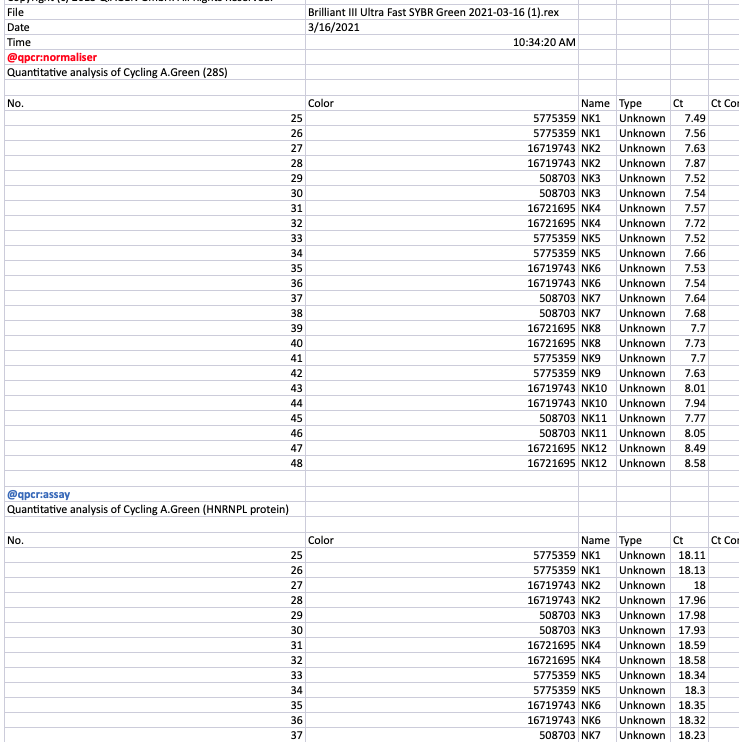 File Brilliant III Ultra Fast SYBR Green 2021-03-16 (1).rex
Date 3/16/2021
Time 10:34:20 AM
@qpcr:normaliser
Quantitative analysis of Cycling A.Green (28S)
No. Color Name Type Ct Ct Cor
25 5775359 NK1 Unknown 7.49
26 5775359 NK1 Unknown 7.56
27 16719743 NK2 Unknown 7.63
28 16719743 NK2 Unknown 7.87
29 508703 NK3 Unknown 7.52
30 508703 NK3 Unknown 7.54
31 16721695 NK4 Unknown 7.57
32 16721695 NK4 Unknown 7.72
33 5775359 NK5 Unknown 7.52
34 5775359 NK5 Unknown 7.66
35 16719743 NK6 Unknown 7.53
36 16719743 NK6 Unknown 7.54
37 508703 NK7 Unknown 7.64
38 508703 NK7 Unknown 7.68
39 16721695 NK8 Unknown 7.7
40 16721695 NK8 Unknown 7.73
41 5775359 NK9 Unknown 7.7
42 5775359 NK9 Unknown 7.63
43 16719743 NK10 Unknown 8.01
44 16719743 NK10 Unknown 7.94
45 508703 NK11 Unknown 7.77
46 508703 NK11 Unknown 8.05
47 16721695 NK12 Unknown 8.49
48 16721695 NK12 Unknown 8.58
@qpcr:assay
Quantitative analysis of Cycling A.Green (HNRNPL protein)
No. Color Name Type Ct Ct Cor
25 5775359 NK1 Unknown 18.11
26 5775359 NK1 Unknown 18.13
27 16719743 NK2 Unknown 18
28 16719743 NK2 Unknown 17.96
29 508703 NK3 Unknown 17.98
30 508703 NK3 Unknown 17.93
31 16721695 NK4 Unknown 18.59
32 16721695 NK4 Unknown 18.58
33 5775359 NK5 Unknown 18.34
34 5775359 NK5 Unknown 18.3
35 16719743 NK6 Unknown 18.35
36 16719743 NK6 Unknown 18.32
37 508703 NK7 Unknown 18.23